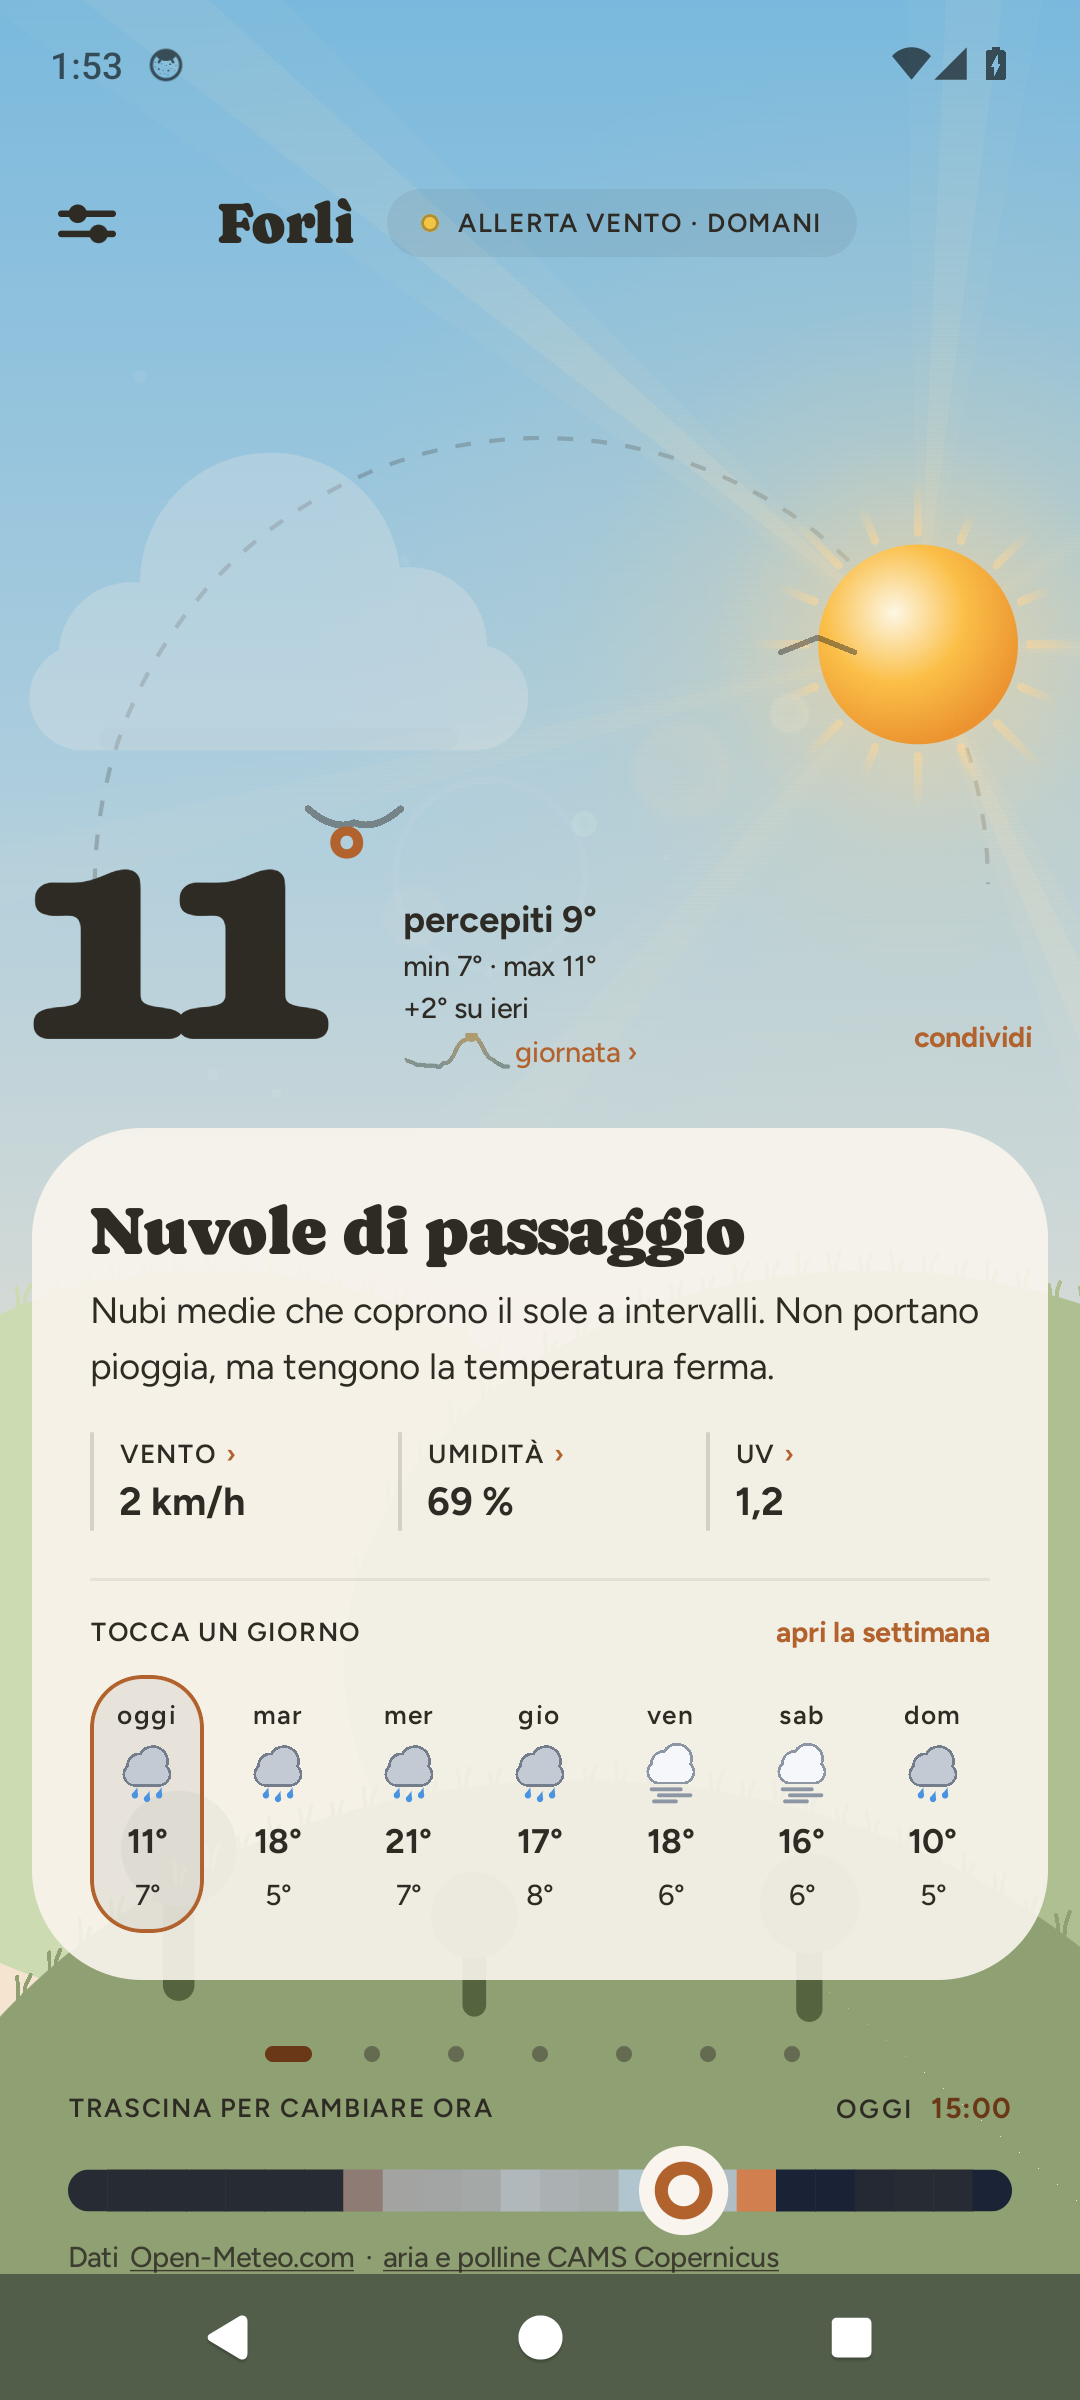 1:53
Forlì
ALLERTA VENTO · DOMANI
11
percepiti 9°
min 7° · max 11°
+2° su ieri
giornata ›
condividi
Nuvole di passaggio
Nubi medie che coprono il sole a intervalli. Non portano
pioggia, ma tengono la temperatura ferma.
VENTO › UMIDITÀ › UV ›
2 km/h 69 % 1,2
TOCCA UN GIORNO apri la settimana
oggi mar mer gio ven sab dom
11° 18° 21° 17° 18° 16° 10°
7° 5° 7° 8° 6° 6° 5°
TRASCINA PER CAMBIARE ORA OGGI 15:00
Dati Open-Meteo.com · aria e polline CAMS Copernicus